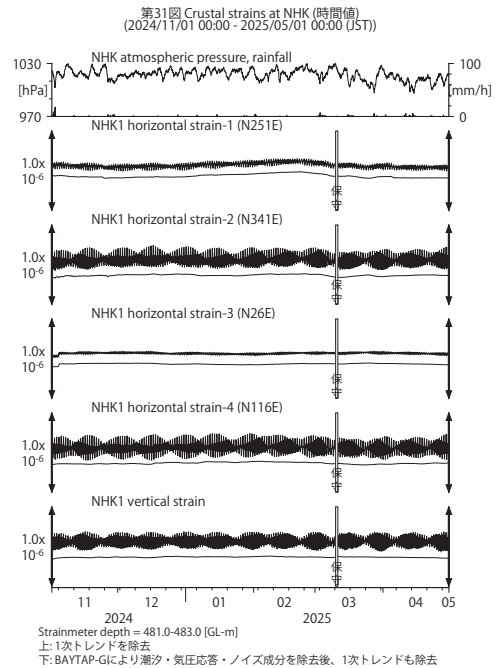 第31図 Crustal strains at NHK (時間値)
(2024/11/01 00:00 - 2025/05/01 00:00 (JST))
NHK atmospheric pressure, rainfall
1030
[hPa]
970
100
mm/h]
0
NHK1 horizontal strain-1 (N251E)
1.0x
10-6
保守
NHK1 horizontal strain-2 (N341E)
1.0x
10-6
保守
NHK1 horizontal strain-3 (N26E)
1.0x
10-6
保守
NHK1 horizontal strain-4 (N116E)
1.0x
10-6
保守
NHK1 vertical strain
1.0x
10-6
保守
11 12 01 02 03 04 05
2024 2025
Strainmeter depth = 481.0-483.0 [GL-m]
上: 1次トレンドを除去
下: BAYTAP-Gにより潮汐・気圧応答・ノイズ成分を除去後、1次トレンドも除去